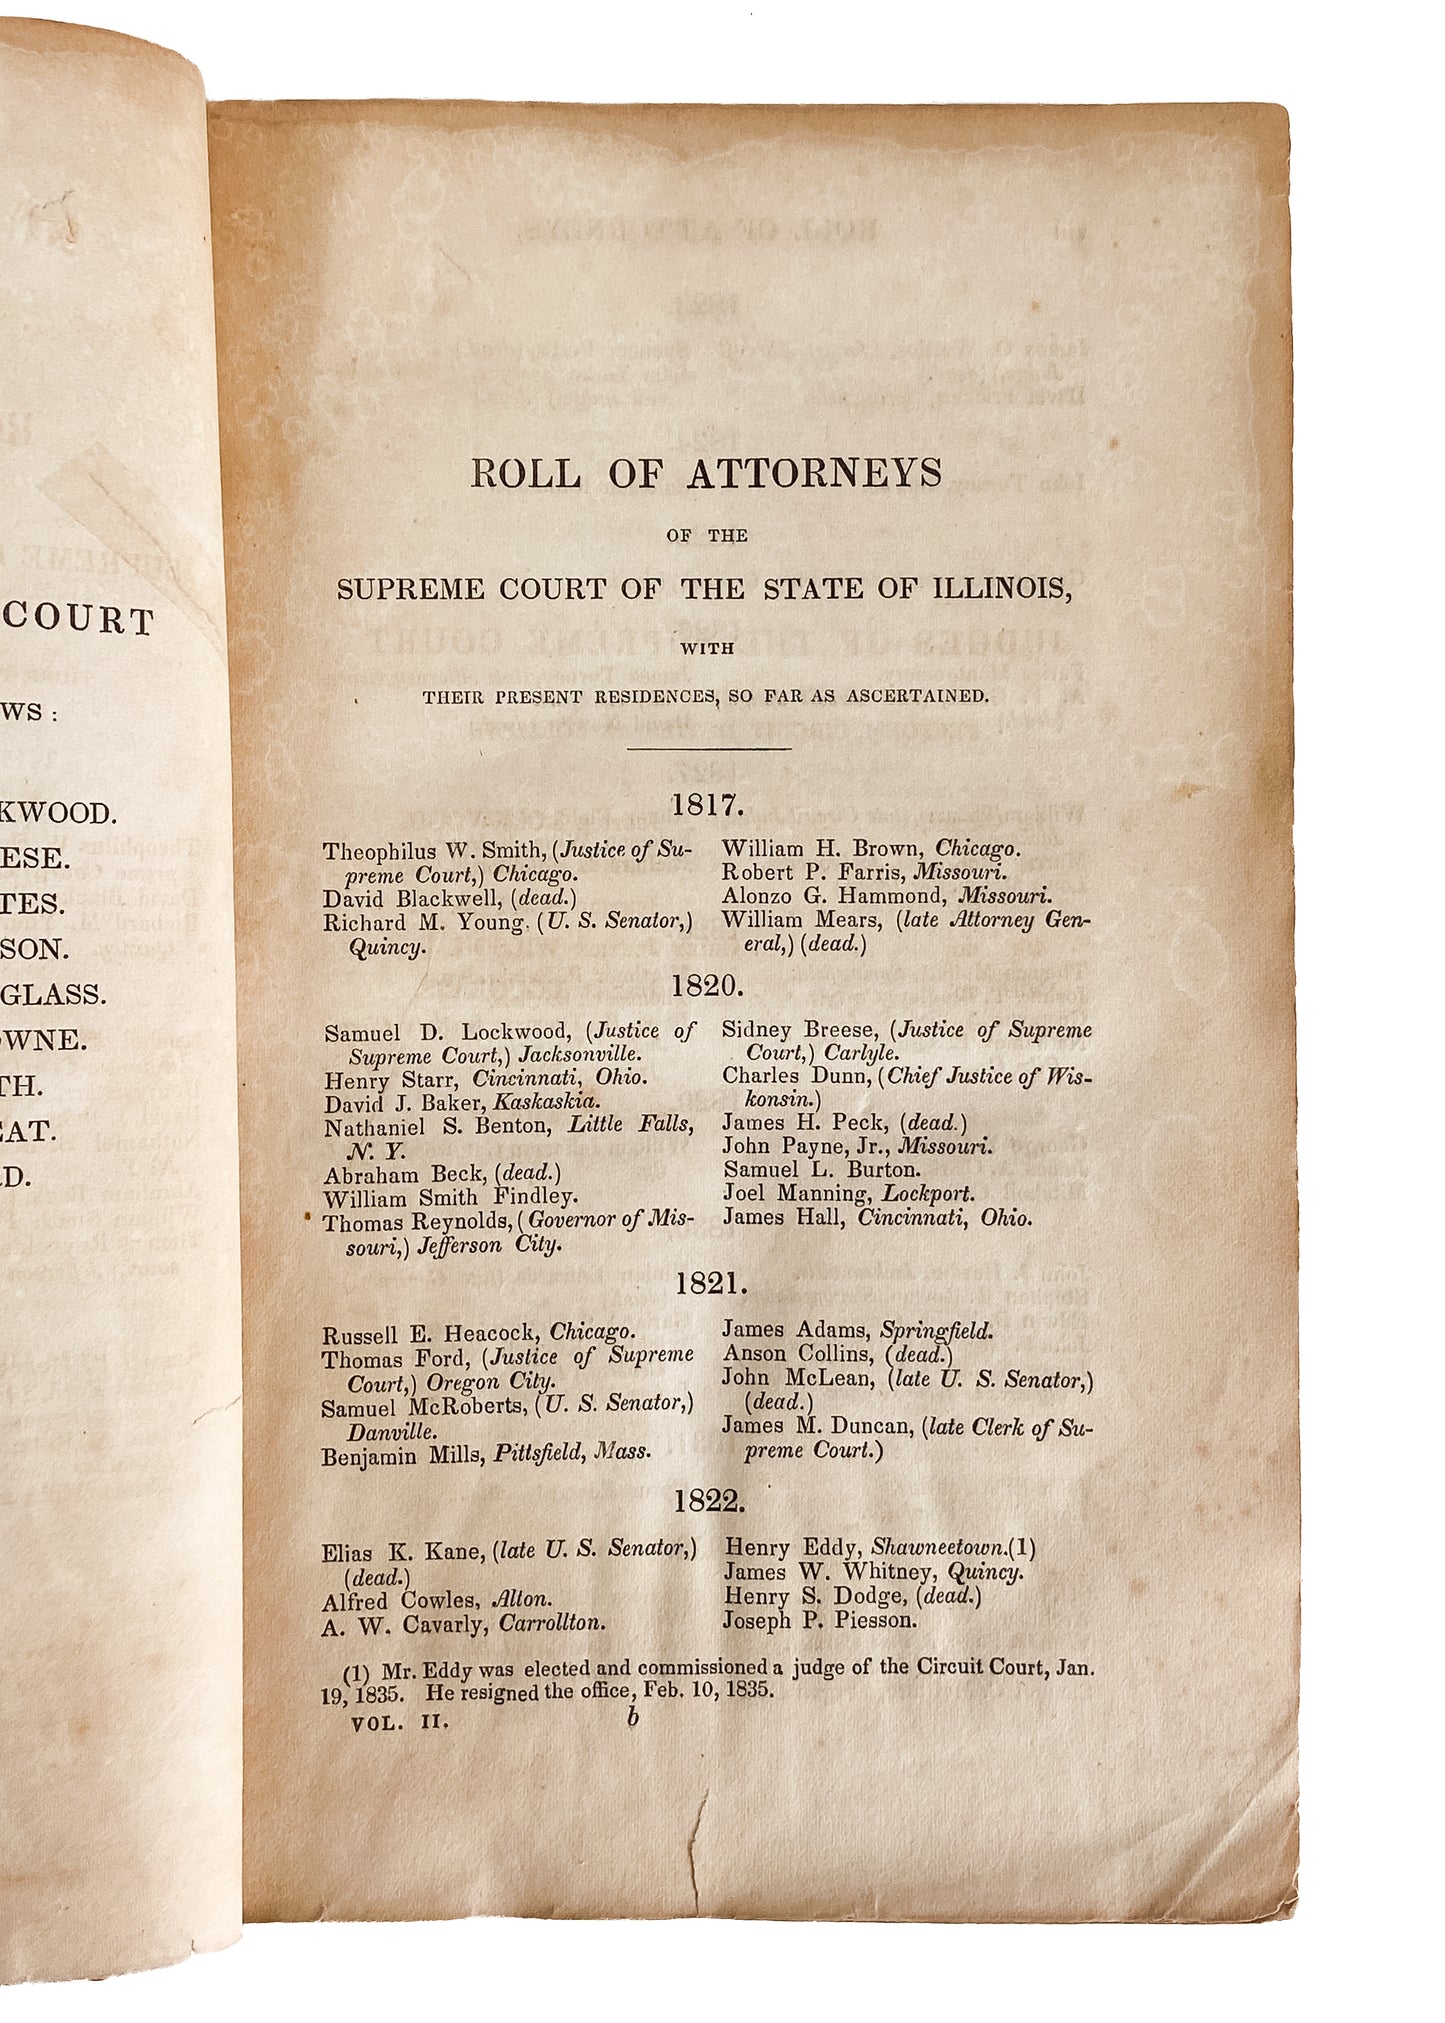 COURT
WS :
KWOOD.
ESE.
TES.
SON.
GLASS.
WNE.
TH.
EAT.
D.
ROLL OF ATTORNEYS
OF THE
SUPREME COURT OF THE STATE OF ILLINOIS,
WITH
THEIR PRESENT RESIDENCES, SO FAR AS ASCERTAINED.
1817.
Theophilus W. Smith, (Justice of Su-
preme Court,) Chicago.
David Blackwell, (dead.)
Richard M. Young, (U. S. Senator,)
Quincy.
William H. Brown, Chicago.
Robert P. Farris, Missouri.
Alonzo G. Hammond, Missouri.
William Mears, (late Attorney Gen-
eral,) (dead.)
1820.
Samuel D. Lockwood, (Justice of
Supreme Court,) Jacksonville.
Henry Starr, Cincinnati, Ohio.
David J. Baker, Kaskaskia.
Nathaniel S. Benton, Little Falls,
N. Y.
Abraham Beck, (dead.)
William Smith Findley.
Thomas Reynolds, (Governor of Mis-
souri,) Jefferson City.
Sidney Breese, (Justice of Supreme
Court,) Carlyle.
Charles Dunn, (Chief Justice of Wis-
konsin.)
James H. Peck, (dead.)
John Payne, Jr., Missouri.
Samuel L. Burton.
Joel Manning, Lockport.
James Hall, Cincinnati, Ohio.
1821.
Russell E. Heacock, Chicago.
Thomas Ford, (Justice of Supreme
Court,) Oregon City.
Samuel McRoberts, (U. S. Senator,)
Danville.
Benjamin Mills, Pittsfield, Mass.
James Adams, Springfield.
Anson Collins, (dead.)
John McLean, (late U. S. Senator,)
(dead.)
James M. Duncan, (late Clerk of Su-
preme Court.)
1822.
Elias K. Kane, (late U. S. Senator,)
(dead.)
Alfred Cowles, Alton.
A. W. Cavarly, Carrollton.
Henry Eddy, Shawneetown.(1)
James W. Whitney, Quincy.
Henry S. Dodge, (dead.)
Joseph P. Piesson.
(1) Mr. Eddy was elected and commissioned a judge of the Circuit Court, Jan.
19, 1835. He resigned the office, Feb. 10, 1835.
VOL. II. b